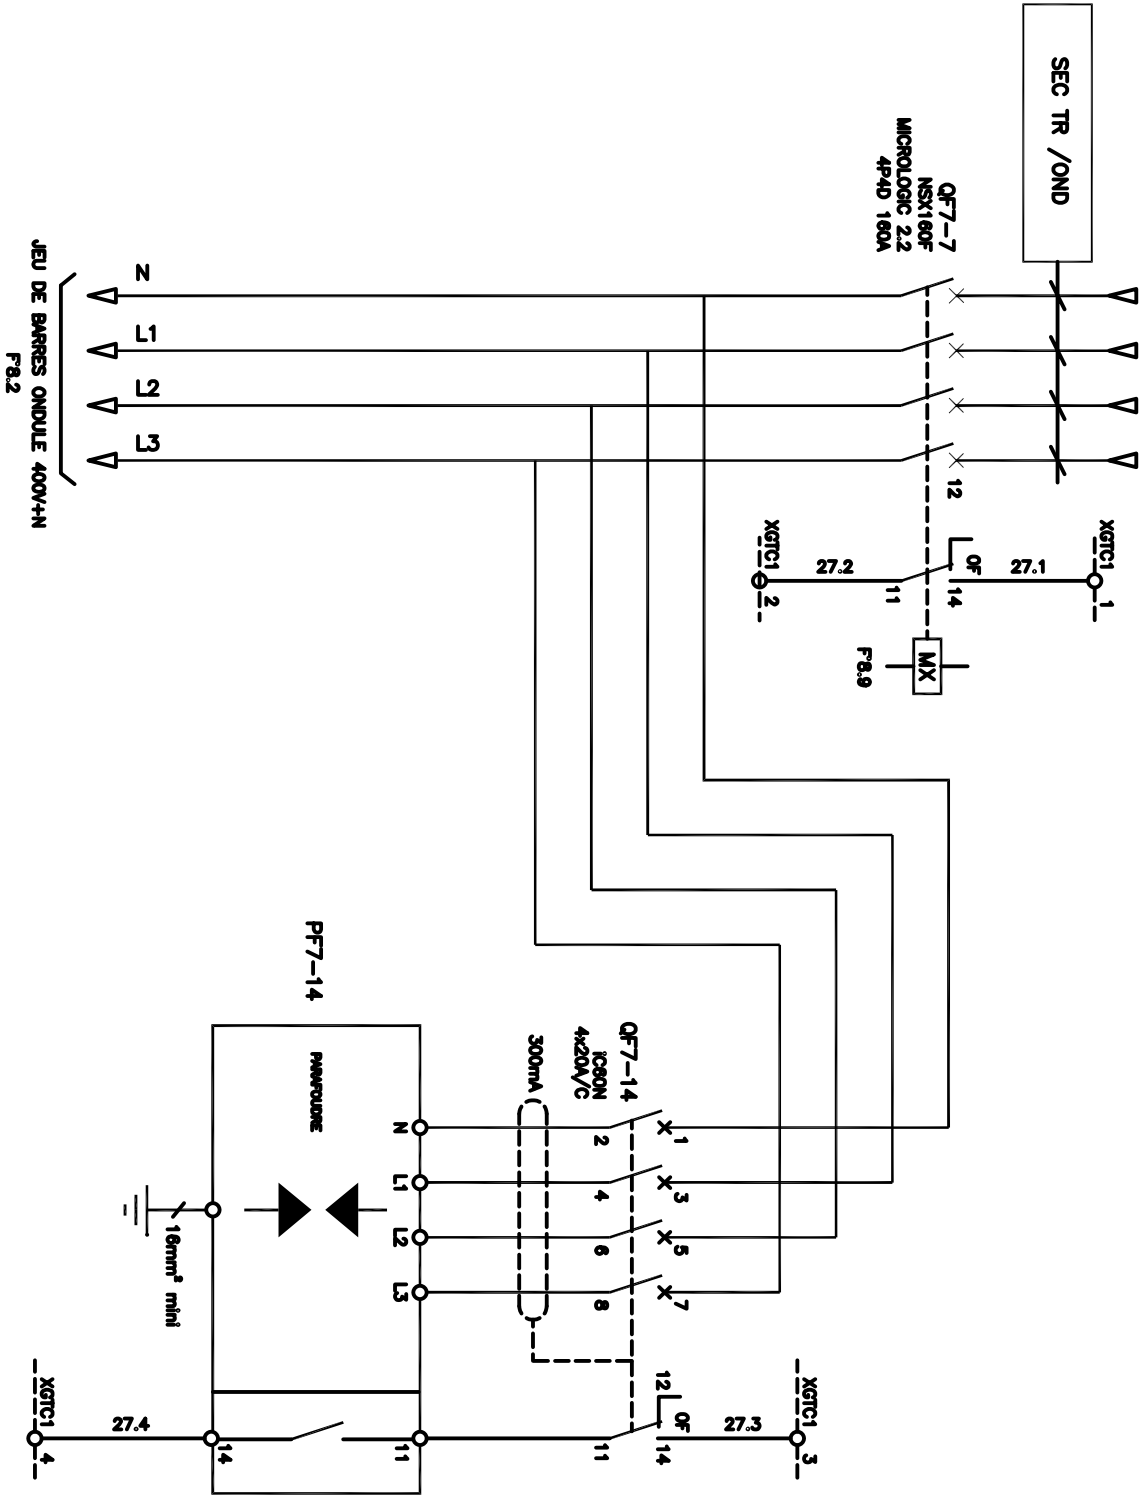 SEC TR /OND
QF7-7
NSX160F
MICROLOGIC 2.2
4P4D 160A
12
XGTC1
1
27.1
OF
14
11
27.2
XGTC1
2
MX
F°8.9
N
L1
L2
L3
JEU DE BARRES ONDULE 400V+N
F°8.2
QF7-14
iC60N
4x20A/C
300mA
1
3
5
7
2
4
6
8
XGTC1
3
27.3
OF
12
14
11
PF7-14
PARAFOUDRE
N
L1
L2
L3
16mm² mini
11
14
27.4
XGTC1
4